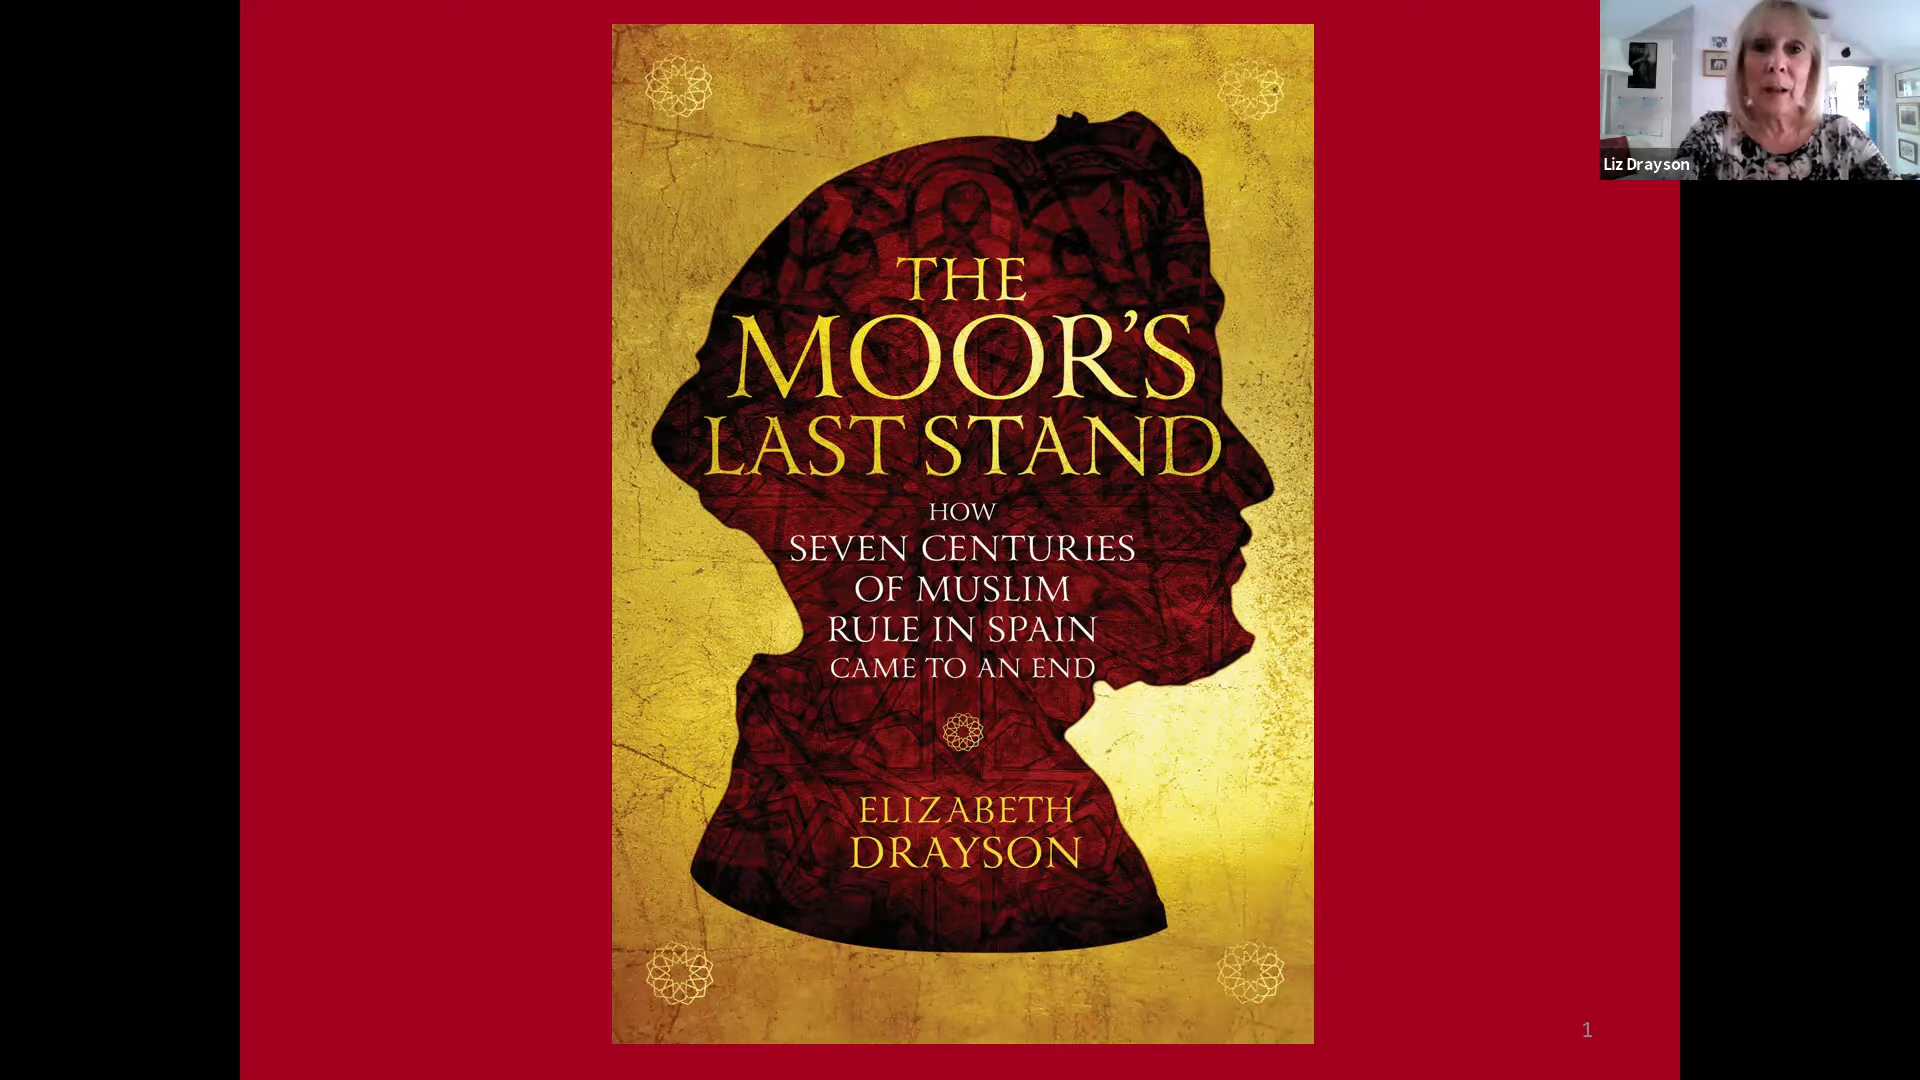 THE
MOOR'S
LAST STAND
HOW
SEVEN CENTURIES
OF MUSLIM
RULE IN SPAIN
CAME TO AN END
ELIZABETH
DRAYSON
Liz Drayson
1